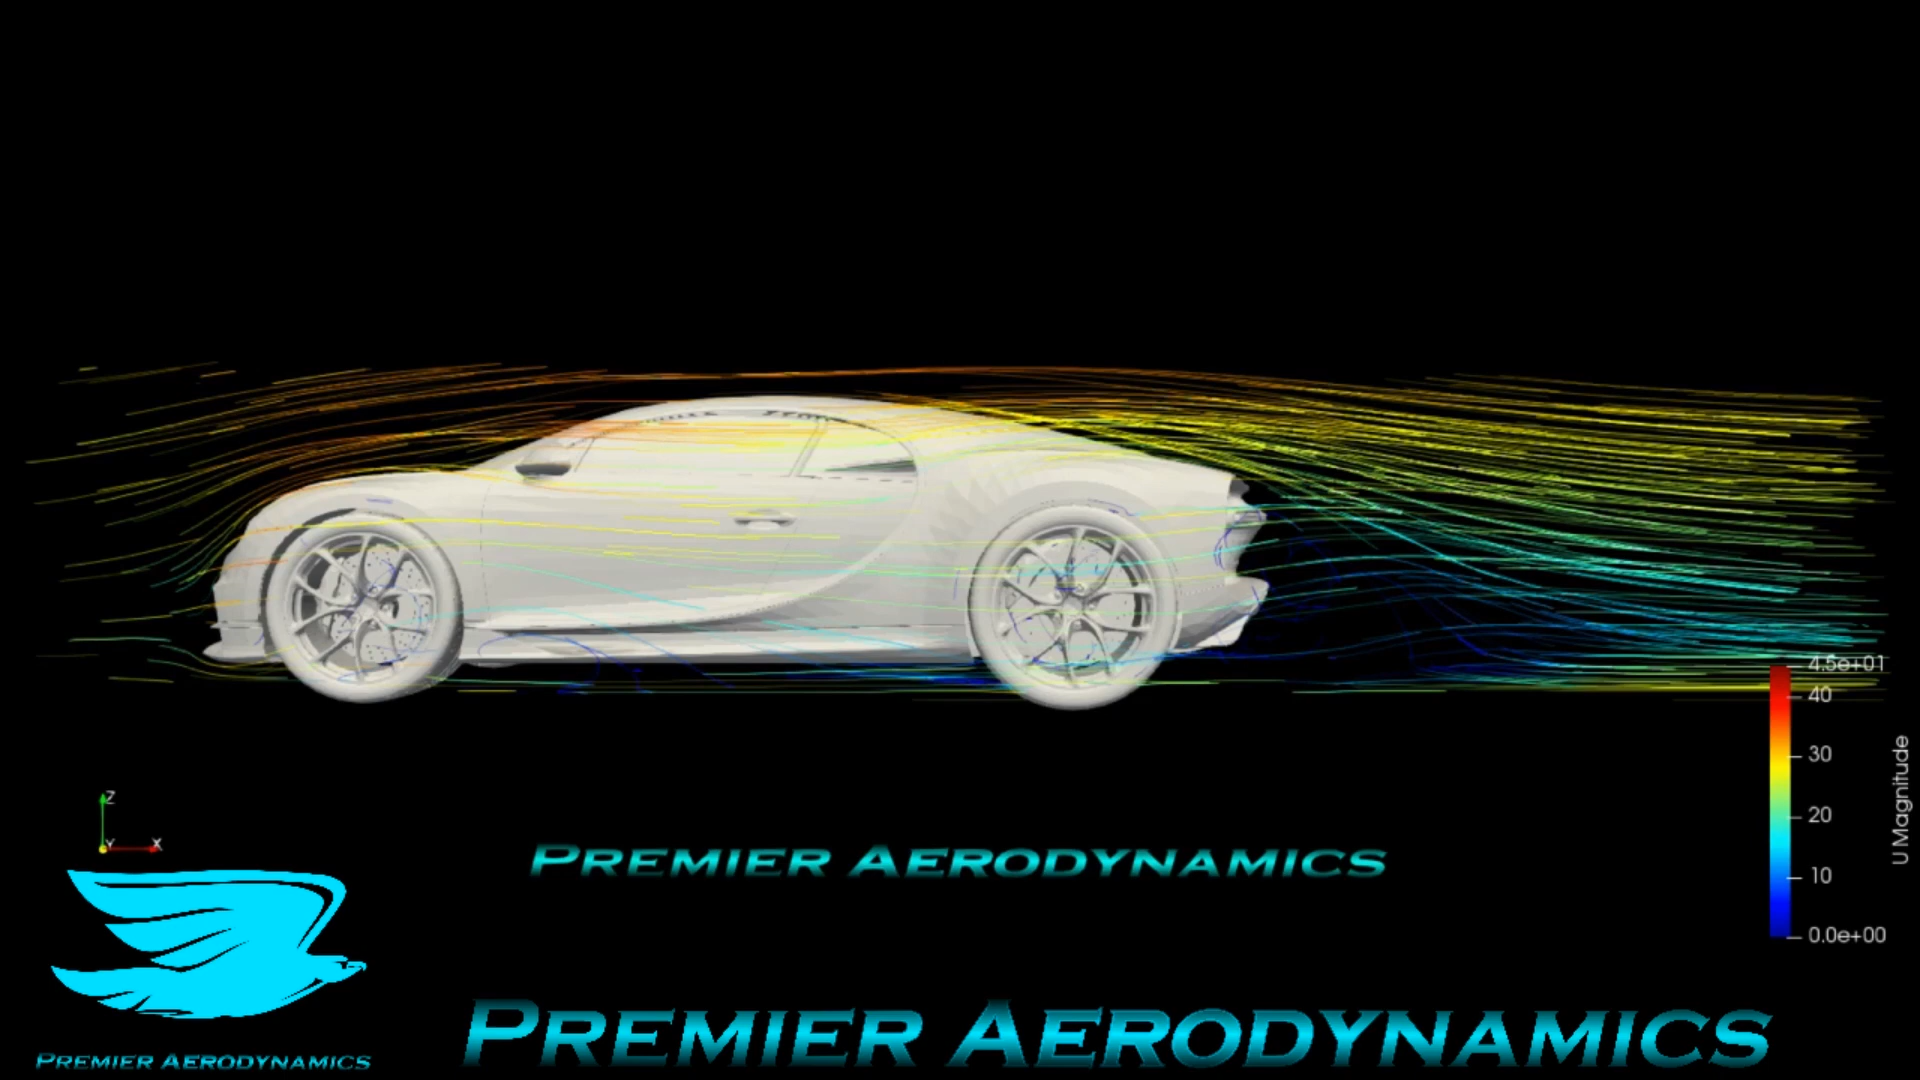 4.5e+01
40
30
20
10
0.0e+00
U Magnitude
Z
Y X
PREMIER AERODYNAMICS
PREMIER AERODYNAMICS
PREMIER AERODYNAMICS